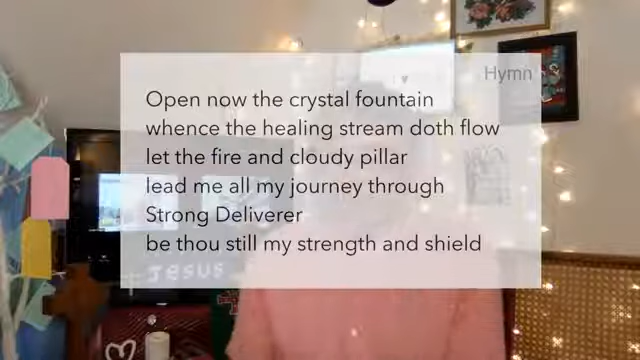 Hymn
Open now the crystal fountain
whence the healing stream doth flow
let the fire and cloudy pillar
lead me all my journey through
Strong Deliverer
be thou still my strength and shield
JESUS